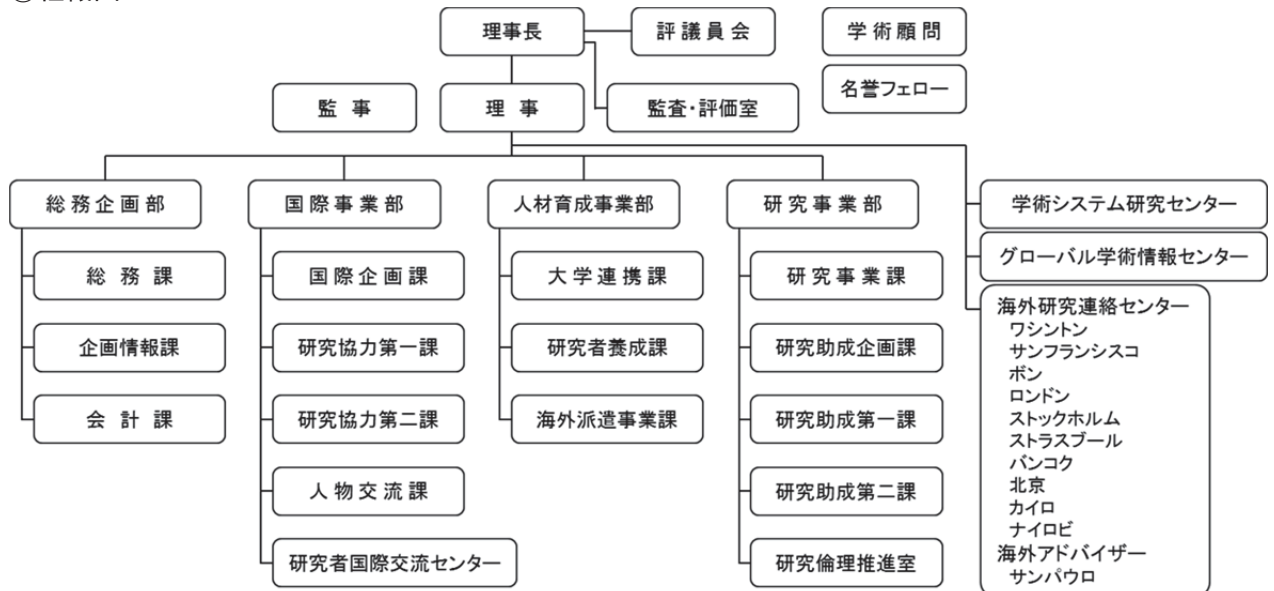 理事長
評議員会
学術顧問
名誉フェロー
監事
理事
監査・評価室
総務企画部
国際事業部
人材育成事業部
研究事業部
学術システム研究センター
総務課
国際企画課
大学連携課
研究事業課
グローバル学術情報センター
企画情報課
研究協力第一課
研究者養成課
研究助成企画課
会計課
研究協力第二課
海外派遣事業課
研究助成第一課
人物交流課
研究助成第二課
研究者国際交流センター
研究倫理推進室
海外研究連絡センター
ワシントン
サンフランシスコ
ボン
ロンドン
ストックホルム
ストラスブール
バンコク
北京
カイロ
ナイロビ
海外アドバイザー
サンパウロ